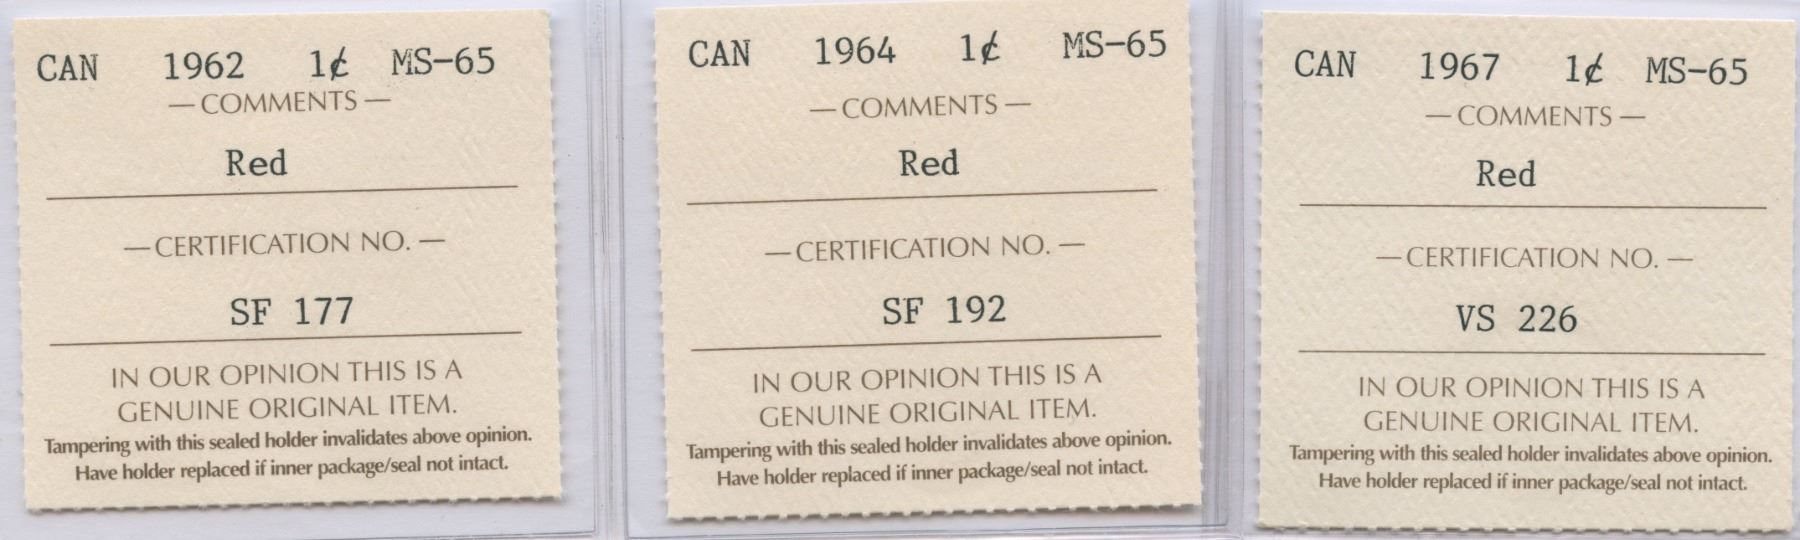 CAN 1962 1¢ MS-65
— COMMENTS —
Red
— CERTIFICATION NO. —
SF 177
IN OUR OPINION THIS IS A
GENUINE ORIGINAL ITEM.
Tampering with this sealed holder invalidates above opinion.
Have holder replaced if inner package/seal not intact.
CAN 1964 1¢ MS-65
— COMMENTS —
Red
— CERTIFICATION NO. —
SF 192
IN OUR OPINION THIS IS A
GENUINE ORIGINAL ITEM.
Tampering with this sealed holder invalidates above opinion.
Have holder replaced if inner package/seal not intact.
CAN 1967 1¢ MS-65
— COMMENTS —
Red
— CERTIFICATION NO. —
VS 226
IN OUR OPINION THIS IS A
GENUINE ORIGINAL ITEM.
Tampering with this sealed holder invalidates above opinion.
Have holder replaced if inner package/seal not intact.